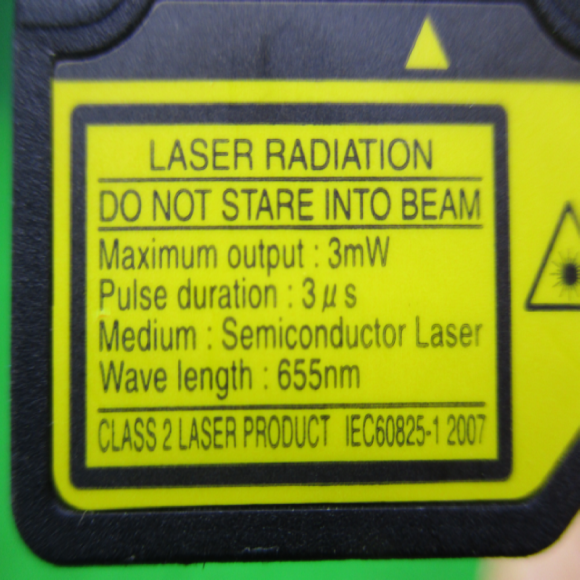 LASER RADIATION
DO NOT STARE INTO BEAM
Maximum output : 3mW
Pulse duration : 3μs
Medium : Semiconductor Laser
Wave length : 655nm
CLASS 2 LASER PRODUCT IEC60825-1 2007